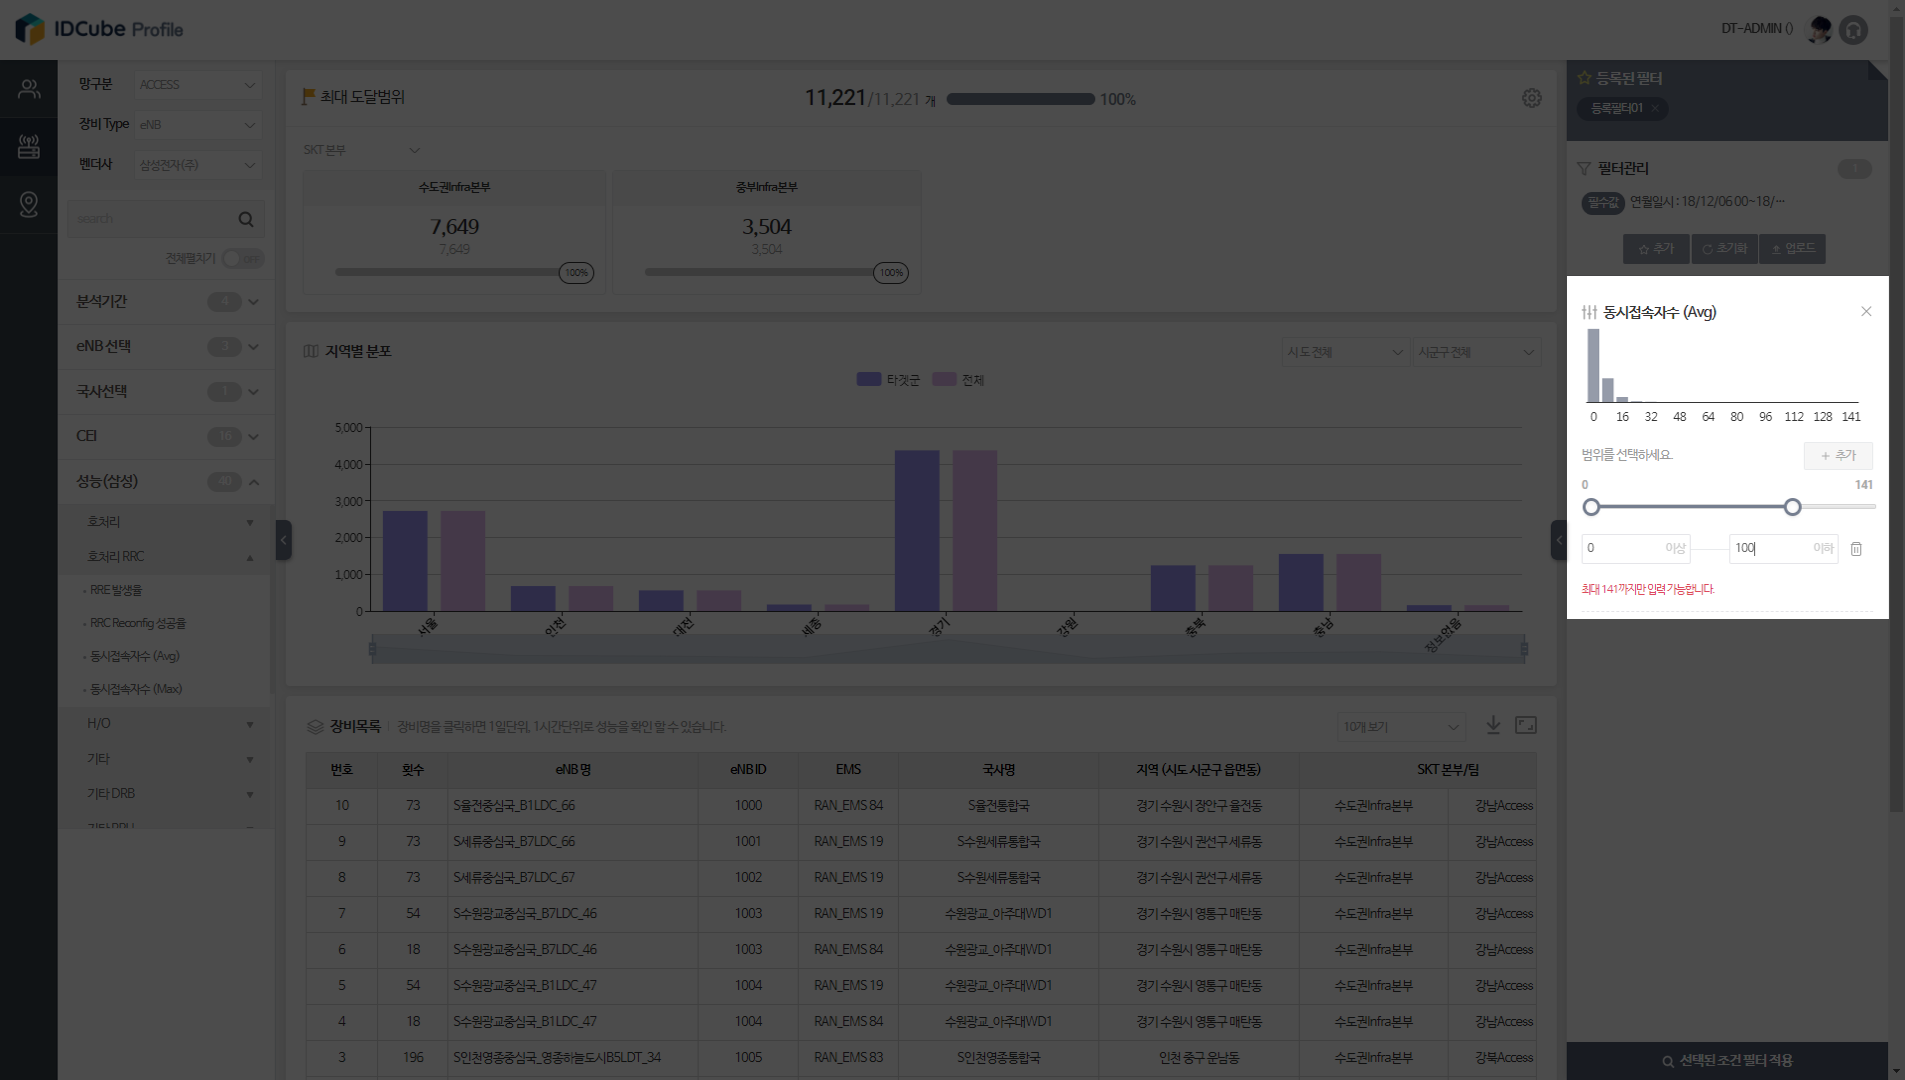 IDCube Profile
DT-ADMIN ()
망구분 ACCESS
장비 Type eNB
벤더사 삼성전자(주)
search
전체펼치기 OFF
분석기간 4
eNB 선택 3
국사선택 1
CEI 16
성능(삼성) 40
호처리
호처리 RRC
RRE 발생율
RRC Reconfig 성공율
동시접속자수 (Avg)
동시접속자수 (Max)
H/O
기타
기타 DRB
최대 도달범위
11,221/11,221 개 100%
SKT 본부
수도권Infra본부
7,649
7,649
100%
중부Infra본부
3,504
3,504
100%
지역별 분포
시도 전체
시군구 전체
타겟군 전체
5,000
4,000
3,000
2,000
1,000
0
서울 인천 대전 세종 경기 강원 충북 충남 정보없음
장비목록 장비명을 클릭하면 1일단위, 1시간단위로 성능을 확인 할 수 있습니다.
10개 보기
번호 횟수 eNB 명 eNB ID EMS 국사명 지역 (시도 시군구 읍면동) SKT 본부/팀
10 73 S율전중심국_B1LDC_66 1000 RAN_EMS 84 S율전통합국 경기 수원시 장안구 율전동 수도권Infra본부 강남Access
9 73 S세류중심국_B7LDC_66 1001 RAN_EMS 19 S수원세류통합국 경기 수원시 권선구 세류동 수도권Infra본부 강남Access
8 73 S세류중심국_B7LDC_67 1002 RAN_EMS 19 S수원세류통합국 경기 수원시 권선구 세류동 수도권Infra본부 강남Access
7 54 S수원광교중심국_B7LDC_46 1003 RAN_EMS 19 수원광교_아주대WD1 경기 수원시 영통구 매탄동 수도권Infra본부 강남Access
6 18 S수원광교중심국_B7LDC_46 1003 RAN_EMS 84 수원광교_아주대WD1 경기 수원시 영통구 매탄동 수도권Infra본부 강남Access
5 54 S수원광교중심국_B1LDC_47 1004 RAN_EMS 19 수원광교_아주대WD1 경기 수원시 영통구 매탄동 수도권Infra본부 강남Access
4 18 S수원광교중심국_B1LDC_47 1004 RAN_EMS 84 수원광교_아주대WD1 경기 수원시 영통구 매탄동 수도권Infra본부 강남Access
3 196 S인천영종중심국_영종하늘도시B5LDT_34 1005 RAN_EMS 83 S인천영종통합국 인천 중구 운남동 수도권Infra본부 강북Access
등록된 필터
등록필터01
필터관리 1
필수값 연월일시 : 18/12/06 00~18/···
추가 초기화 업로드
동시접속자수 (Avg)
0 16 32 48 64 80 96 112 128 141
범위를 선택하세요. + 추가
0 141
0 이상 100 이하
최대 141까지만 입력 가능합니다.
선택된 조건 필터 적용